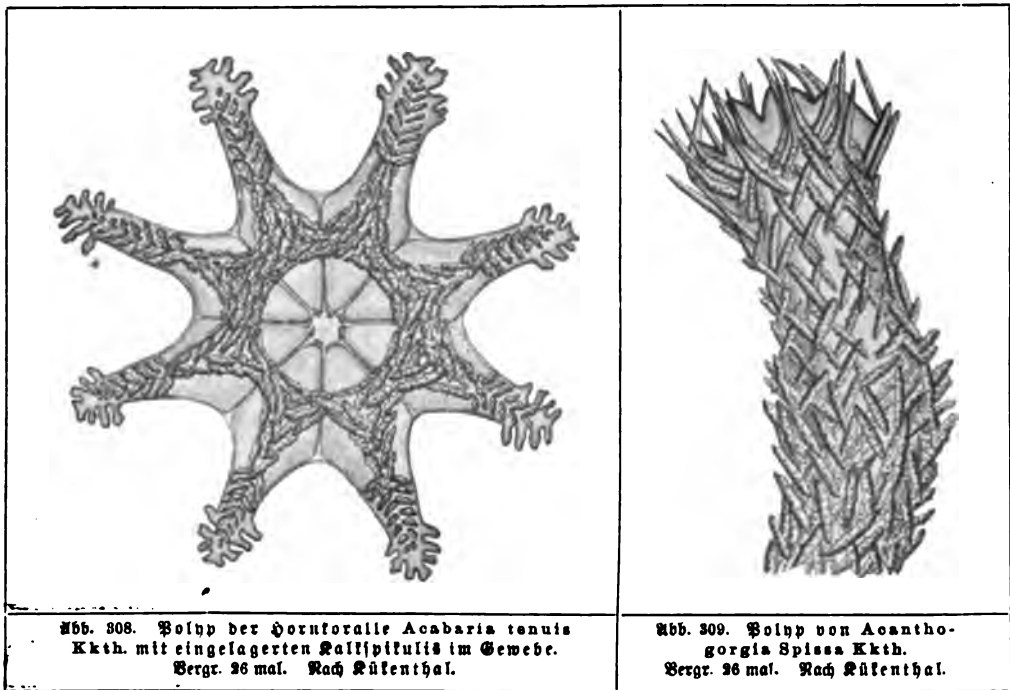 Abb. 308. Polyp der Hornkoralle Acabaria tenuis
Kkth. mit eingelagerten Kalkspikulis im Gewebe.
Vergr. 26 mal. Nach Kükenthal.
Abb. 309. Polyp von Acantho-
gorgia Spissa Kkth.
Vergr. 26 mal. Nach Kükenthal.